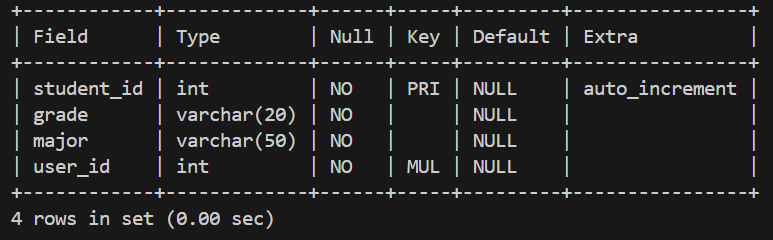 +------------+-------------+------+-----+---------+----------------+
| Field      | Type        | Null | Key | Default | Extra          |
+------------+-------------+------+-----+---------+----------------+
| student_id | int         | NO   | PRI | NULL    | auto_increment |
| grade      | varchar(20) | NO   |     | NULL    |                |
| major      | varchar(50) | NO   |     | NULL    |                |
| user_id    | int         | NO   | MUL | NULL    |                |
+------------+-------------+------+-----+---------+----------------+
4 rows in set (0.00 sec)